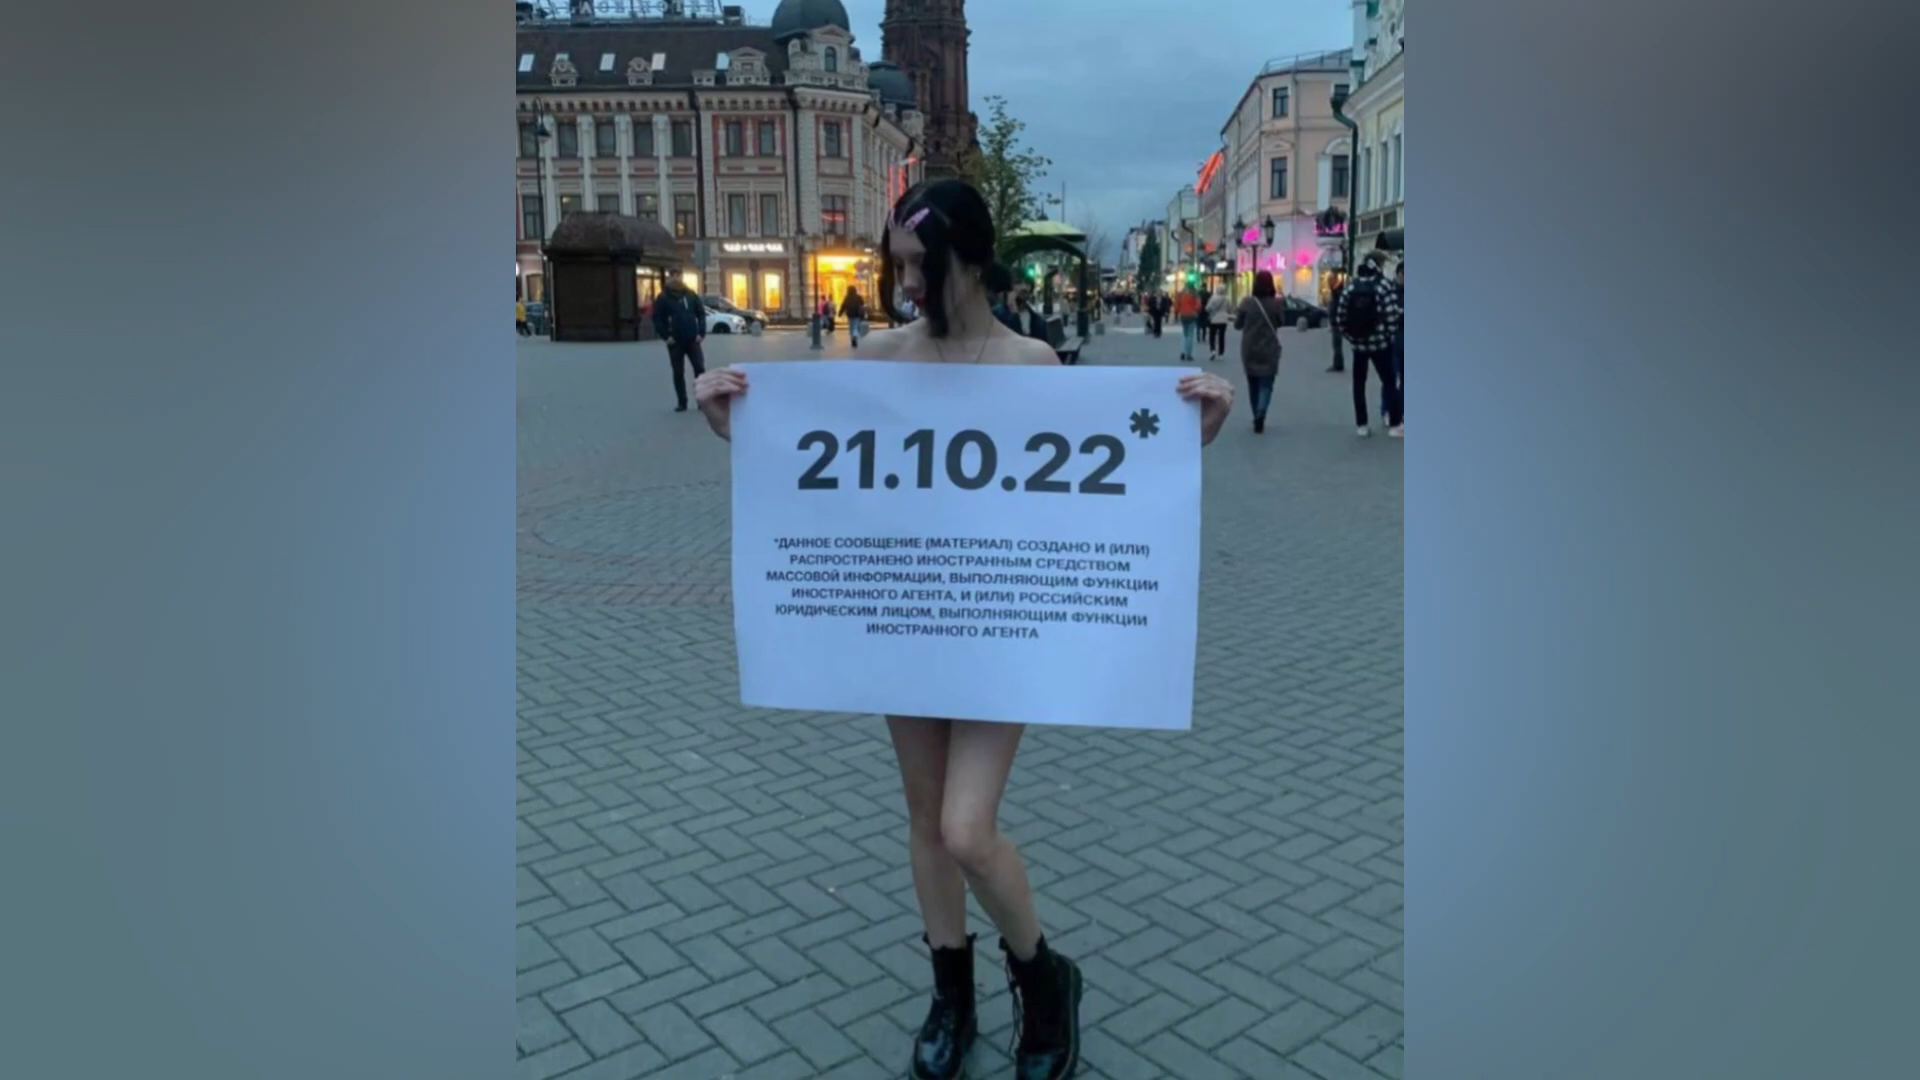 21.10.22*
*ДАННОЕ СООБЩЕНИЕ (МАТЕРИАЛ) СОЗДАНО И (ИЛИ)
РАСПРОСТРАНЕНО ИНОСТРАННЫМ СРЕДСТВОМ
МАССОВОЙ ИНФОРМАЦИИ, ВЫПОЛНЯЮЩИМ ФУНКЦИИ
ИНОСТРАННОГО АГЕНТА, И (ИЛИ) РОССИЙСКИМ
ЮРИДИЧЕСКИМ ЛИЦОМ, ВЫПОЛНЯЮЩИМ ФУНКЦИИ
ИНОСТРАННОГО АГЕНТА